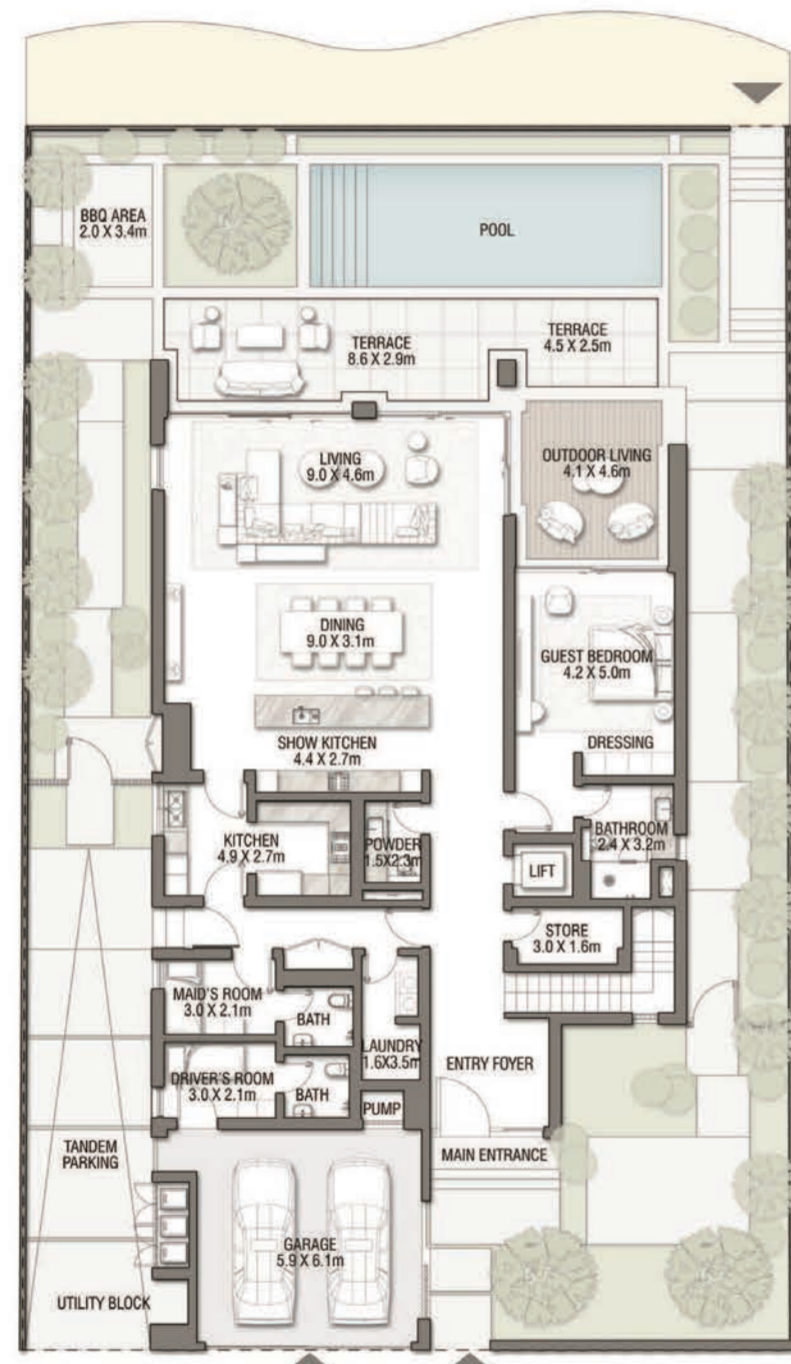 BBQ AREA
2.0 X 3.4m
POOL
TERRACE
8.6 X 2.9m
TERRACE
4.5 X 2.5m
LIVING
9.0 X 4.6m
OUTDOOR LIVING
4.1 X 4.6m
DINING
9.0 X 3.1m
GUEST BEDROOM
4.2 X 5.0m
SHOW KITCHEN
4.4 X 2.7m
DRESSING
KITCHEN
4.9 X 2.7m
POWDER
1.5X2.3m
BATHROOM
2.4 X 3.2m
LIFT
STORE
3.0 X 1.6m
MAID'S ROOM
3.0 X 2.1m
BATH
LAUNDRY
1.6X3.5m
ENTRY FOYER
DRIVER'S ROOM
3.0 X 2.1m
BATH
PUMP
TANDEM
PARKING
MAIN ENTRANCE
GARAGE
5.9 X 6.1m
UTILITY BLOCK